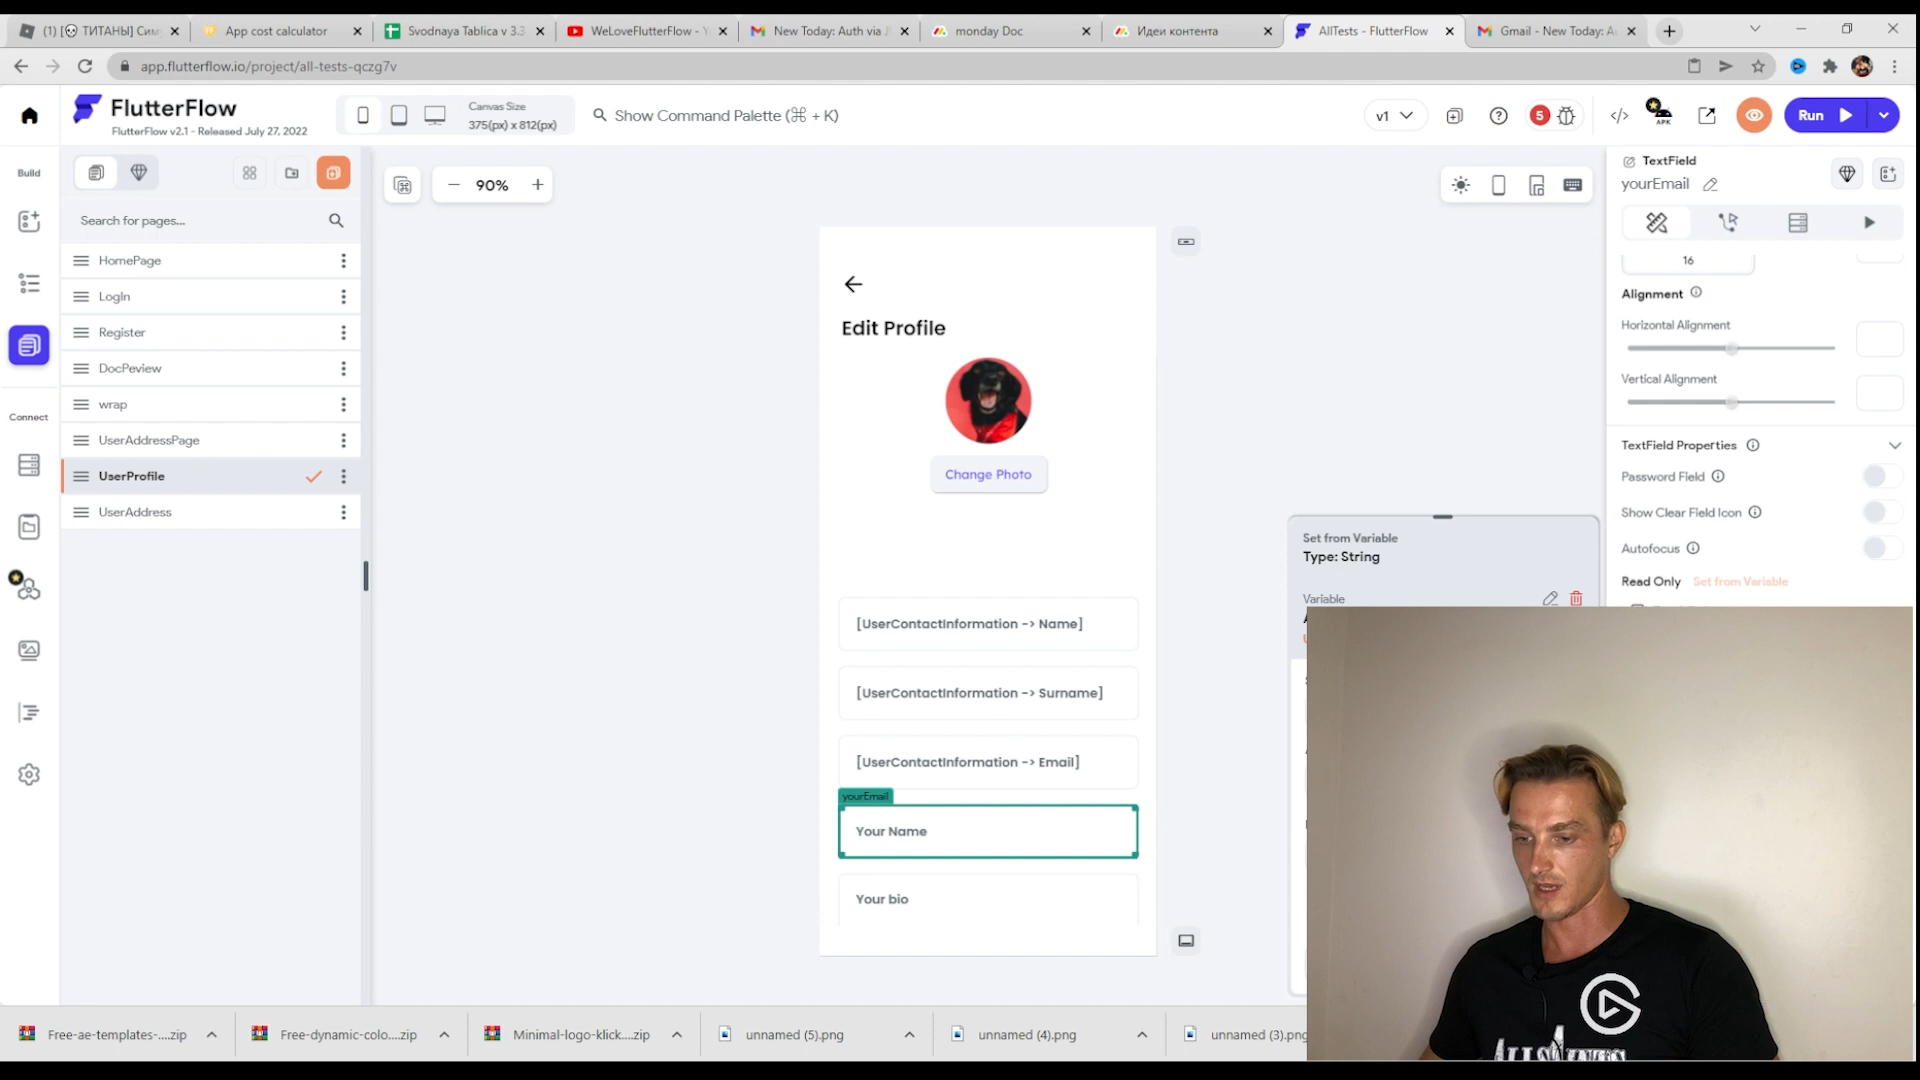 (1) [💀 ТИТАНЫ] Сим
App cost calculator
Svodnaya Tablica v 3.3
WeLoveFlutterFlow - Y
New Today: Auth via J
monday Doc
Идеи контента
AllTests - FlutterFlow
Gmail - New Today: A
app.flutterflow.io/project/all-tests-qczg7v
FlutterFlow
FlutterFlow v2.1 - Released July 27, 2022
Canvas Size
375(px) x 812(px)
Show Command Palette (⌘ + K)
v1
5
APK
Run
Build
Search for pages...
90%
TextField
yourEmail
HomePage
LogIn
Register
DocPeview
wrap
UserAddressPage
UserProfile
UserAddress
Connect
Edit Profile
Change Photo
[UserContactInformation -> Name]
[UserContactInformation -> Surname]
[UserContactInformation -> Email]
yourEmail
Your Name
Your bio
Set from Variable
Type: String
Variable
16
Alignment
Horizontal Alignment
Vertical Alignment
TextField Properties
Password Field
Show Clear Field Icon
Autofocus
Read Only Set from Variable
Free-ae-templates-....zip
Free-dynamic-colo....zip
Minimal-logo-klick....zip
unnamed (5).png
unnamed (4).png
unnamed (3).png